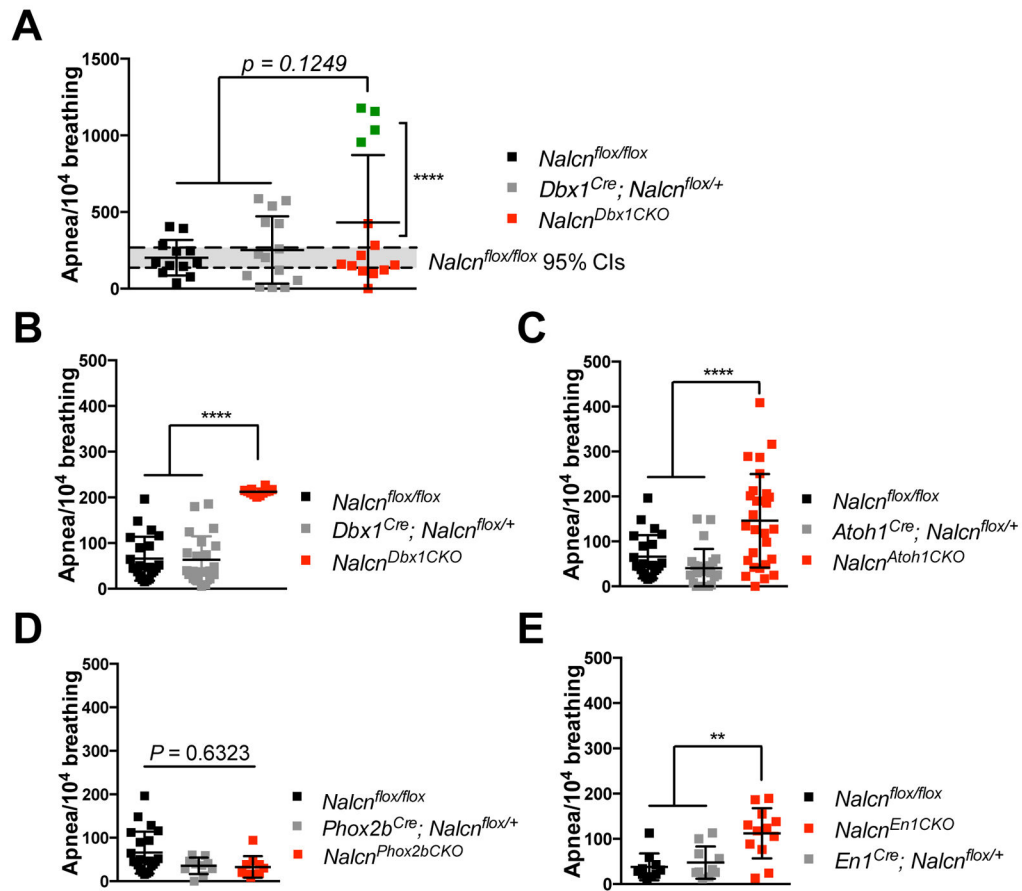 A
1500
1000
500
0
Apnea/10⁴ breathing
p = 0.1249
****
Nalcn^flox/flox
Dbx1^Cre; Nalcn^flox/+
Nalcn^Dbx1CKO
Nalcn^flox/flox 95% CIs
B
500
400
300
200
100
0
Apnea/10⁴ breathing
****
Nalcn^flox/flox
Dbx1^Cre; Nalcn^flox/+
Nalcn^Dbx1CKO
C
500
400
300
200
100
0
Apnea/10⁴ breathing
****
Nalcn^flox/flox
Atoh1^Cre; Nalcn^flox/+
Nalcn^Atoh1CKO
D
500
400
300
200
100
0
Apnea/10⁴ breathing
P = 0.6323
Nalcn^flox/flox
Phox2b^Cre; Nalcn^flox/+
Nalcn^Phox2bCKO
E
500
400
300
200
100
0
Apnea/10⁴ breathing
**
Nalcn^flox/flox
Nalcn^En1CKO
En1^Cre; Nalcn^flox/+